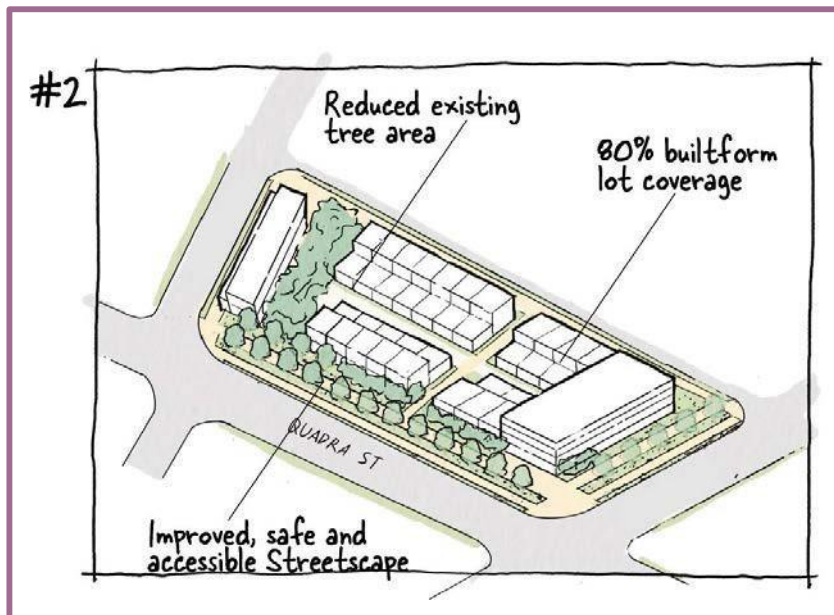 #2
Reduced existing
tree area
80% builtform
lot coverage
QUADRA ST
Improved, safe and
accessible Streetscape